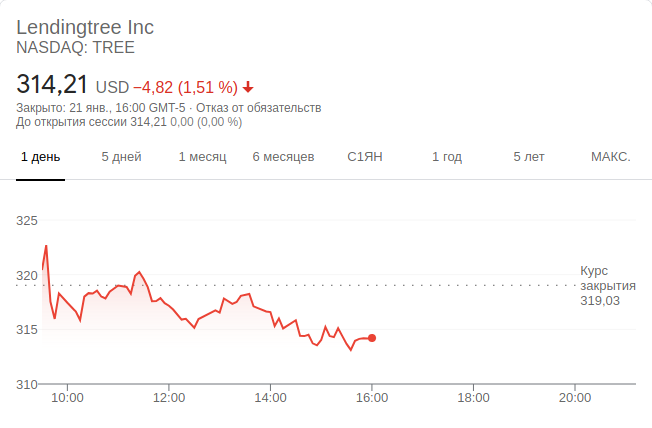 Lendingtree Inc
NASDAQ: TREE
314,21 USD −4,82 (1,51 %)
Закрыто: 21 янв., 16:00 GMT-5 · Отказ от обязательств
До открытия сессии 314,21 0,00 (0,00 %)
1 день 5 дней 1 месяц 6 месяцев С1ЯН 1 год 5 лет МАКС.
325
320
315
310
Курс
закрытия
319,03
10:00 12:00 14:00 16:00 18:00 20:00